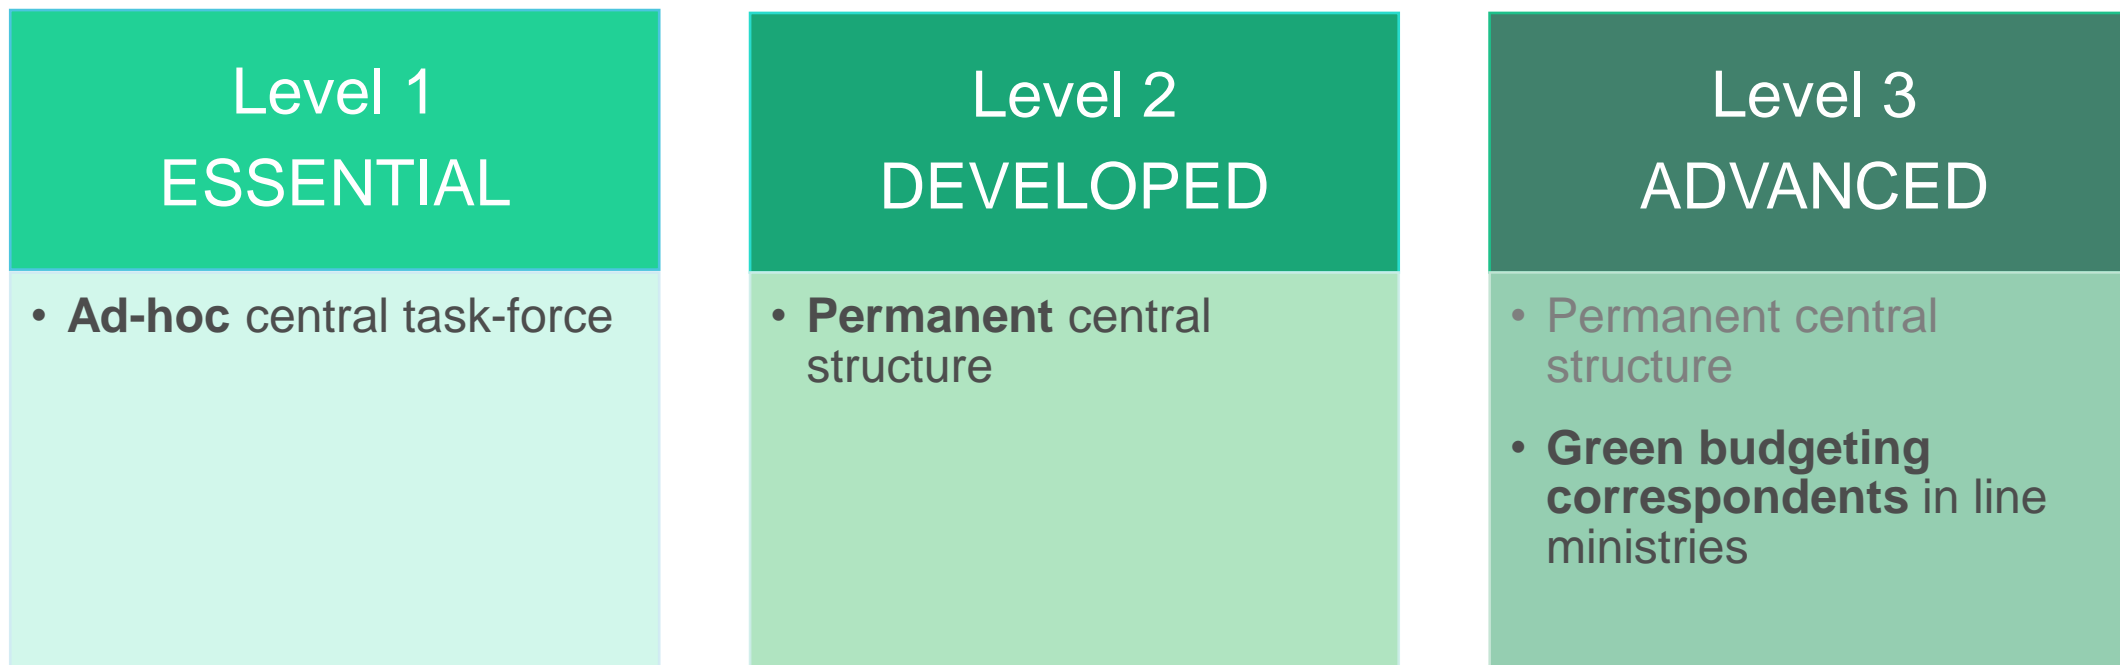 Level 1
ESSENTIAL
• Ad-hoc central task-force
Level 2
DEVELOPED
• Permanent central
structure
Level 3
ADVANCED
• Permanent central
structure
• Green budgeting
correspondents in line
ministries